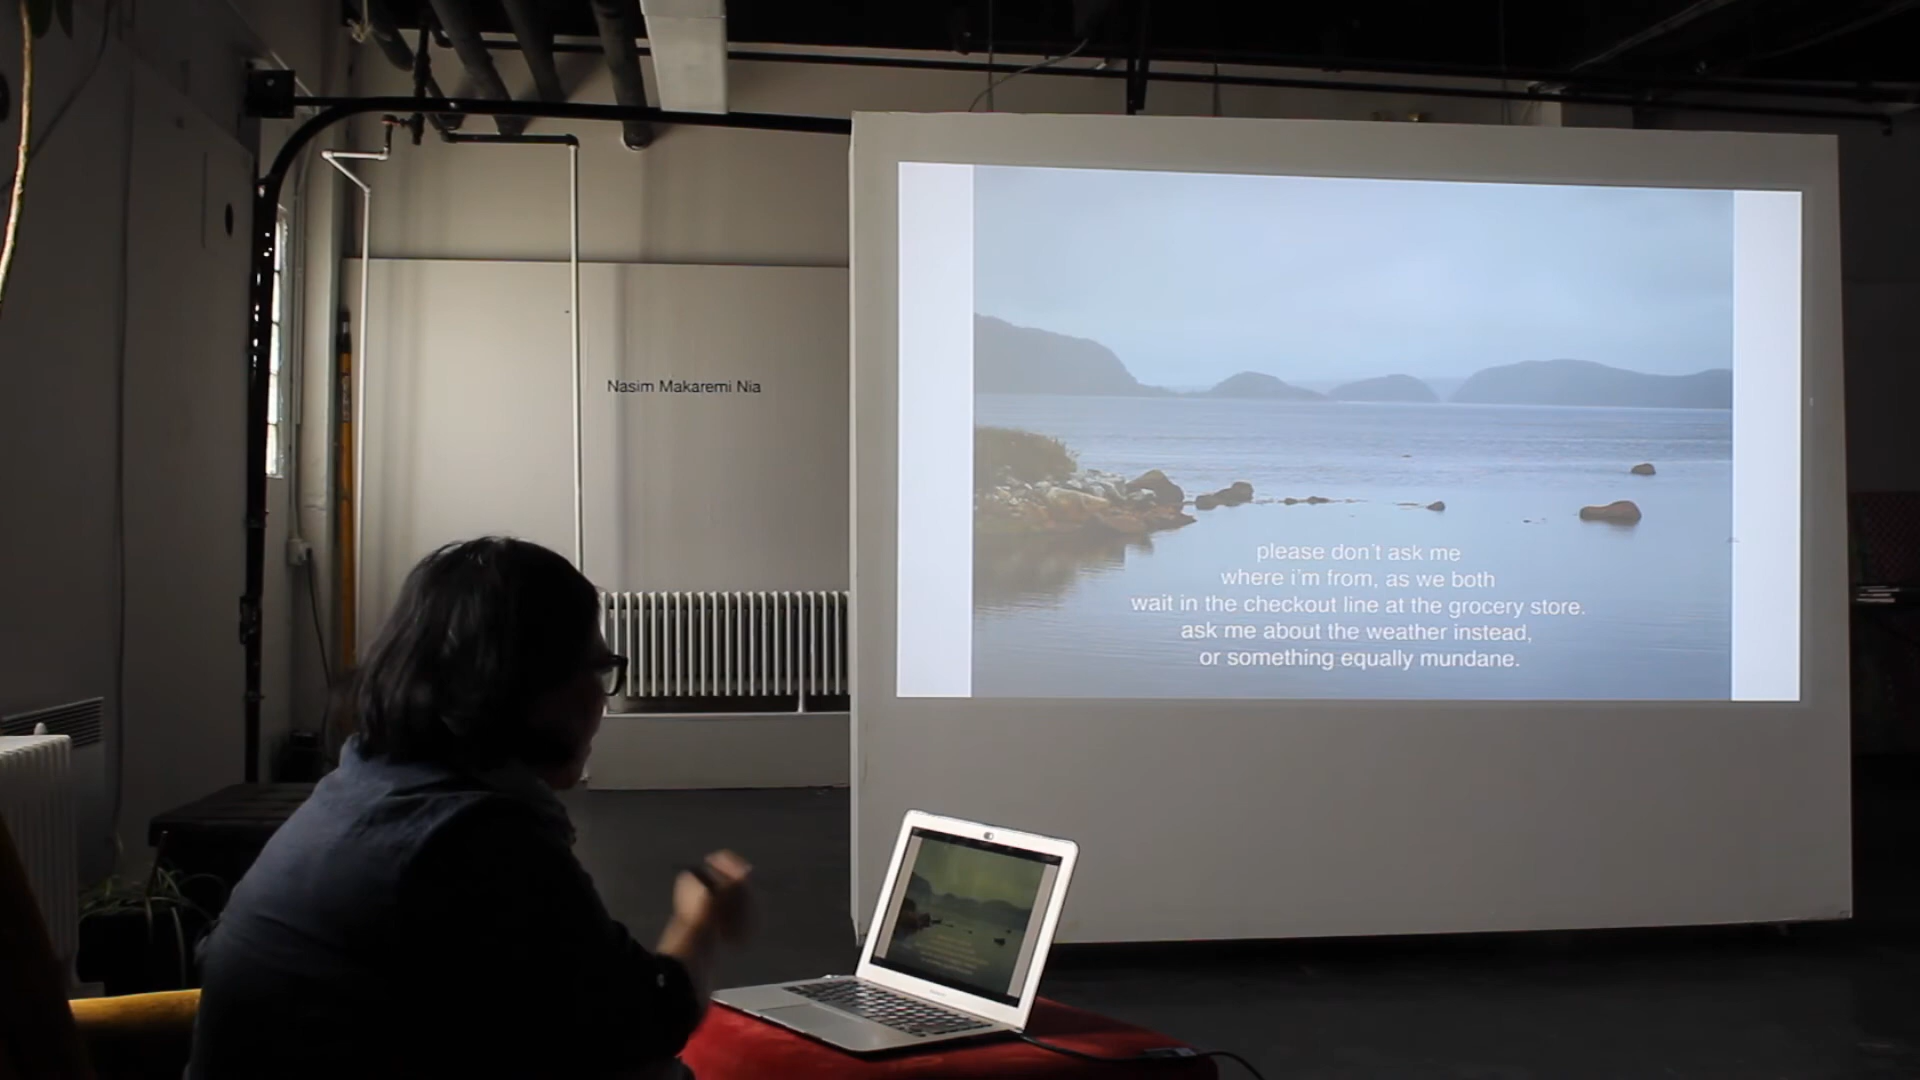 Nasim Makaremi Nia
please don't ask me
where i'm from, as we both
wait in the checkout line at the grocery store.
ask me about the weather instead,
or something equally mundane.